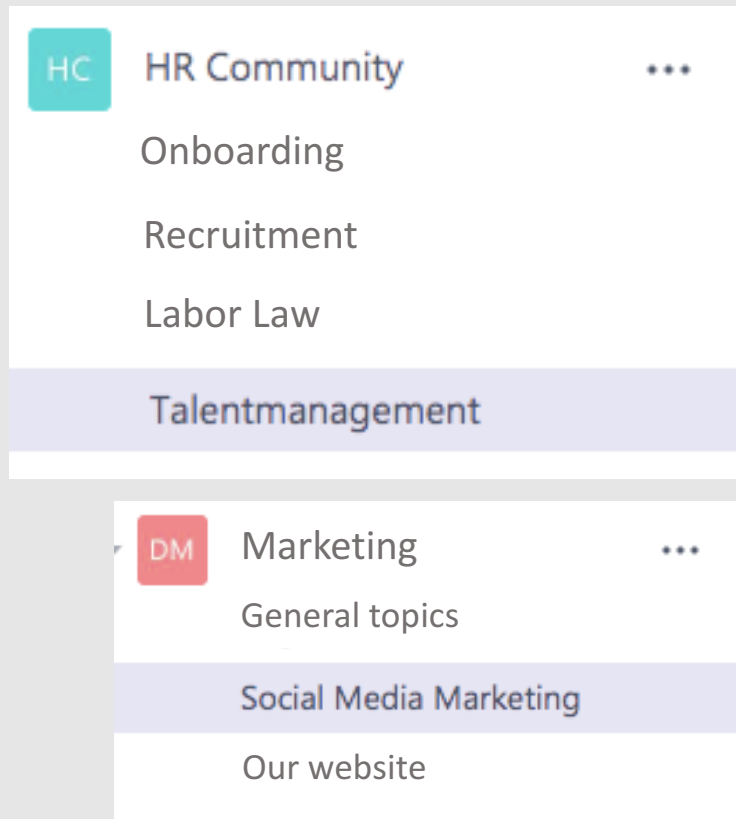 HC HR Community ...
Onboarding
Recruitment
Labor Law
Talentmanagement
DM Marketing ...
General topics
Social Media Marketing
Our website